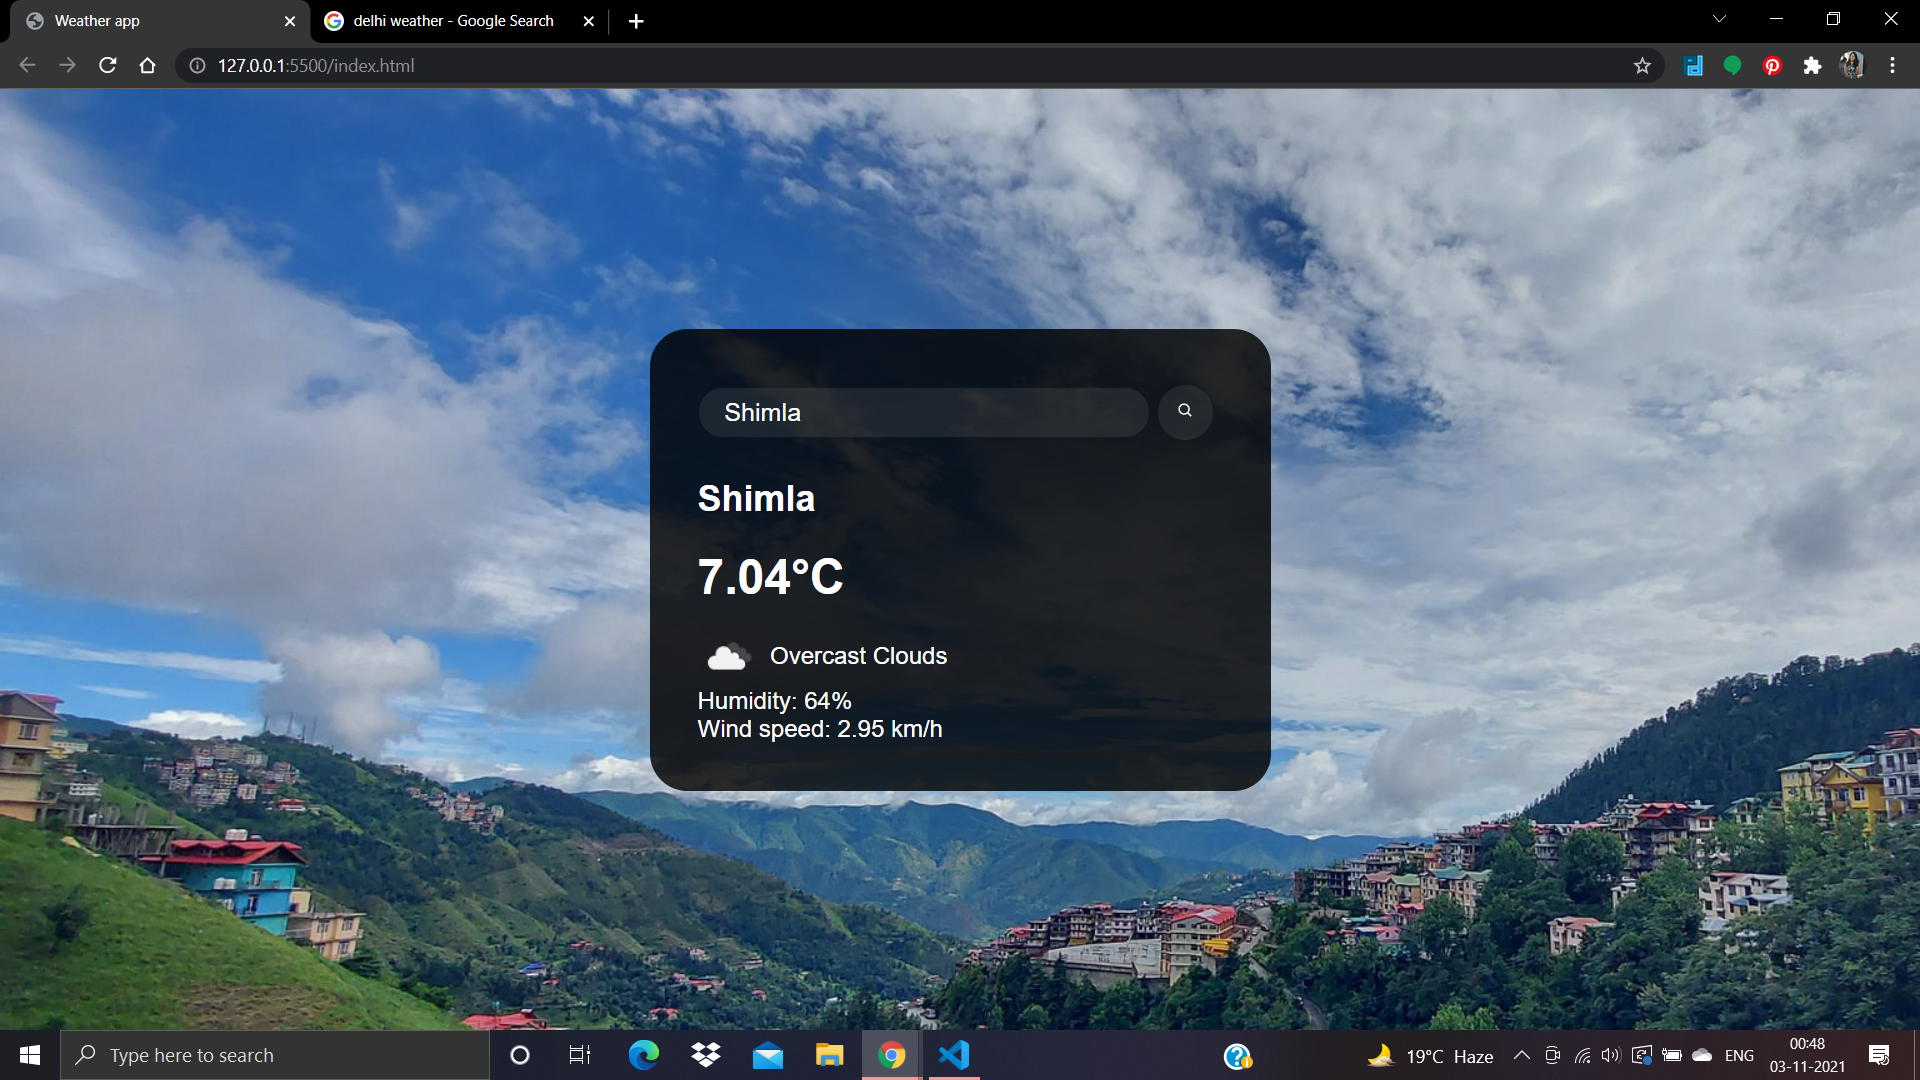 Weather app
delhi weather - Google Search
127.0.0.1:5500/index.html
Shimla
Shimla
7.04°C
Overcast Clouds
Humidity: 64%
Wind speed: 2.95 km/h
Type here to search
19°C Haze
ENG
00:48
03-11-2021